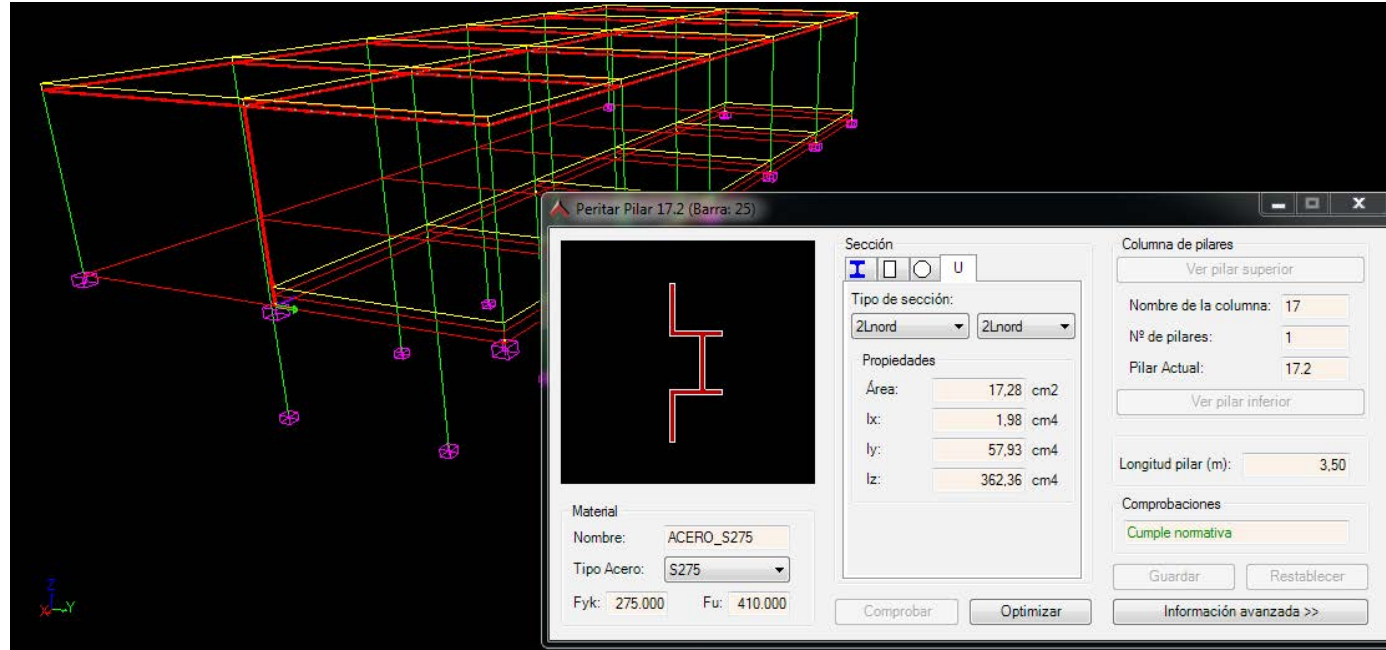 Peritar Pilar 17.2 (Barra: 25)
Sección
U
Tipo de sección:
2Lnord 2Lnord
Propiedades
Área: 17,28 cm2
Ix: 1,98 cm4
Iy: 57,93 cm4
Iz: 362,36 cm4
Material
Nombre: ACERO_S275
Tipo Acero: S275
Fyk: 275.000 Fu: 410.000
Comprobar Optimizar
Columna de pilares
Ver pilar superior
Nombre de la columna: 17
Nº de pilares: 1
Pilar Actual: 17.2
Ver pilar inferior
Longitud pilar (m): 3,50
Comprobaciones
Cumple normativa
Guardar Restablecer
Información avanzada >>
Z
X Y